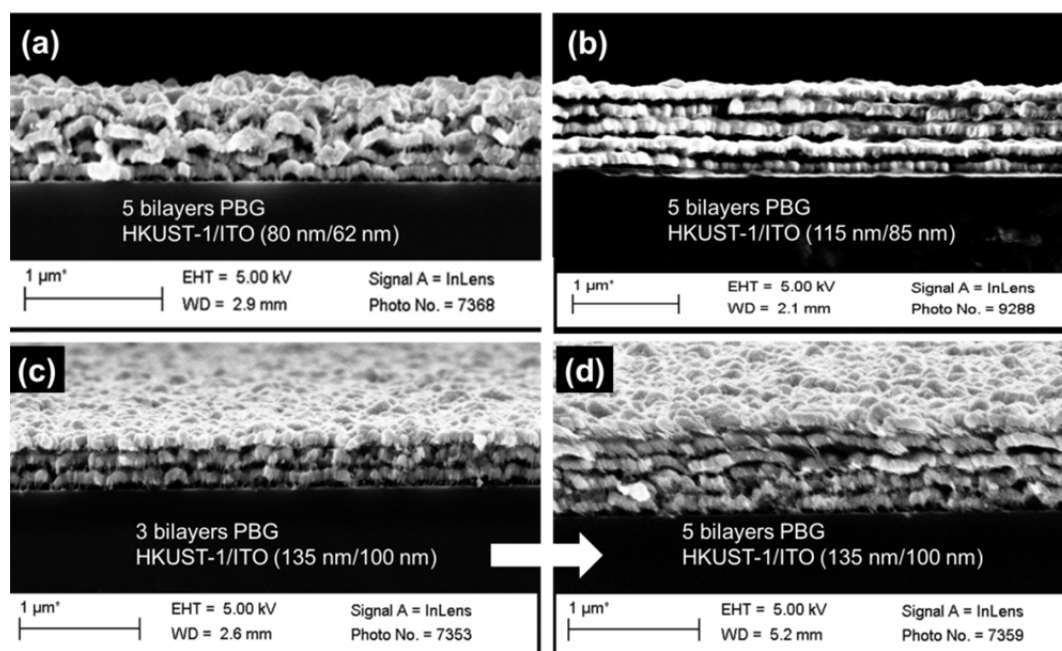 (a)
5 bilayers PBG
HKUST-1/ITO (80 nm/62 nm)
1 µm*
EHT = 5.00 kV
Signal A = InLens
WD = 2.9 mm
Photo No. = 7368
(b)
5 bilayers PBG
HKUST-1/ITO (115 nm/85 nm)
1 µm*
EHT = 5.00 kV
Signal A = InLens
WD = 2.1 mm
Photo No. = 9288
(c)
3 bilayers PBG
HKUST-1/ITO (135 nm/100 nm)
1 µm*
EHT = 5.00 kV
Signal A = InLens
WD = 2.6 mm
Photo No. = 7353
(d)
5 bilayers PBG
HKUST-1/ITO (135 nm/100 nm)
1 µm*
EHT = 5.00 kV
Signal A = InLens
WD = 5.2 mm
Photo No. = 7359